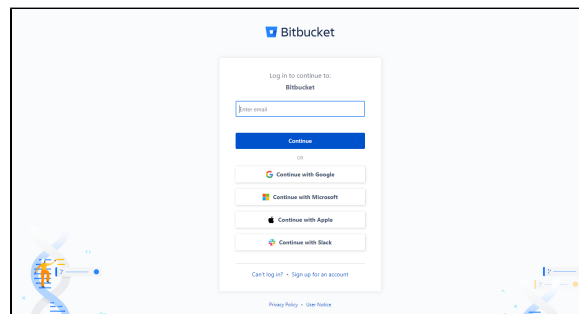 Bitbucket
Log in to continue to:
Bitbucket
Enter email
Continue
OR
Continue with Google
Continue with Microsoft
Continue with Apple
Continue with Slack
Can't log in? • Sign up for an account
Privacy Policy • User Notice